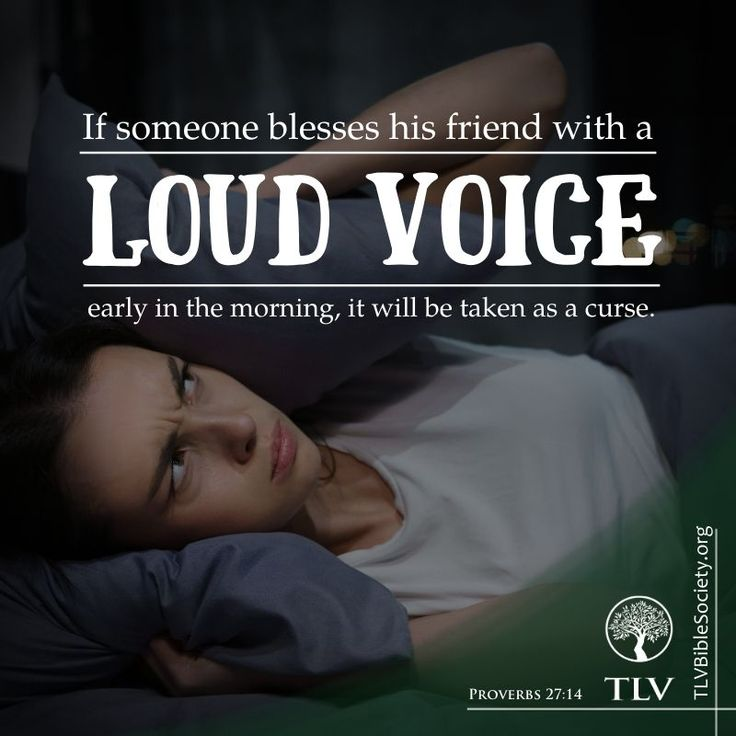 If someone blesses his friend with a
LOUD VOICE
early in the morning, it will be taken as a curse.
PROVERBS 27:14
TLV
TLVBibleSociety.org